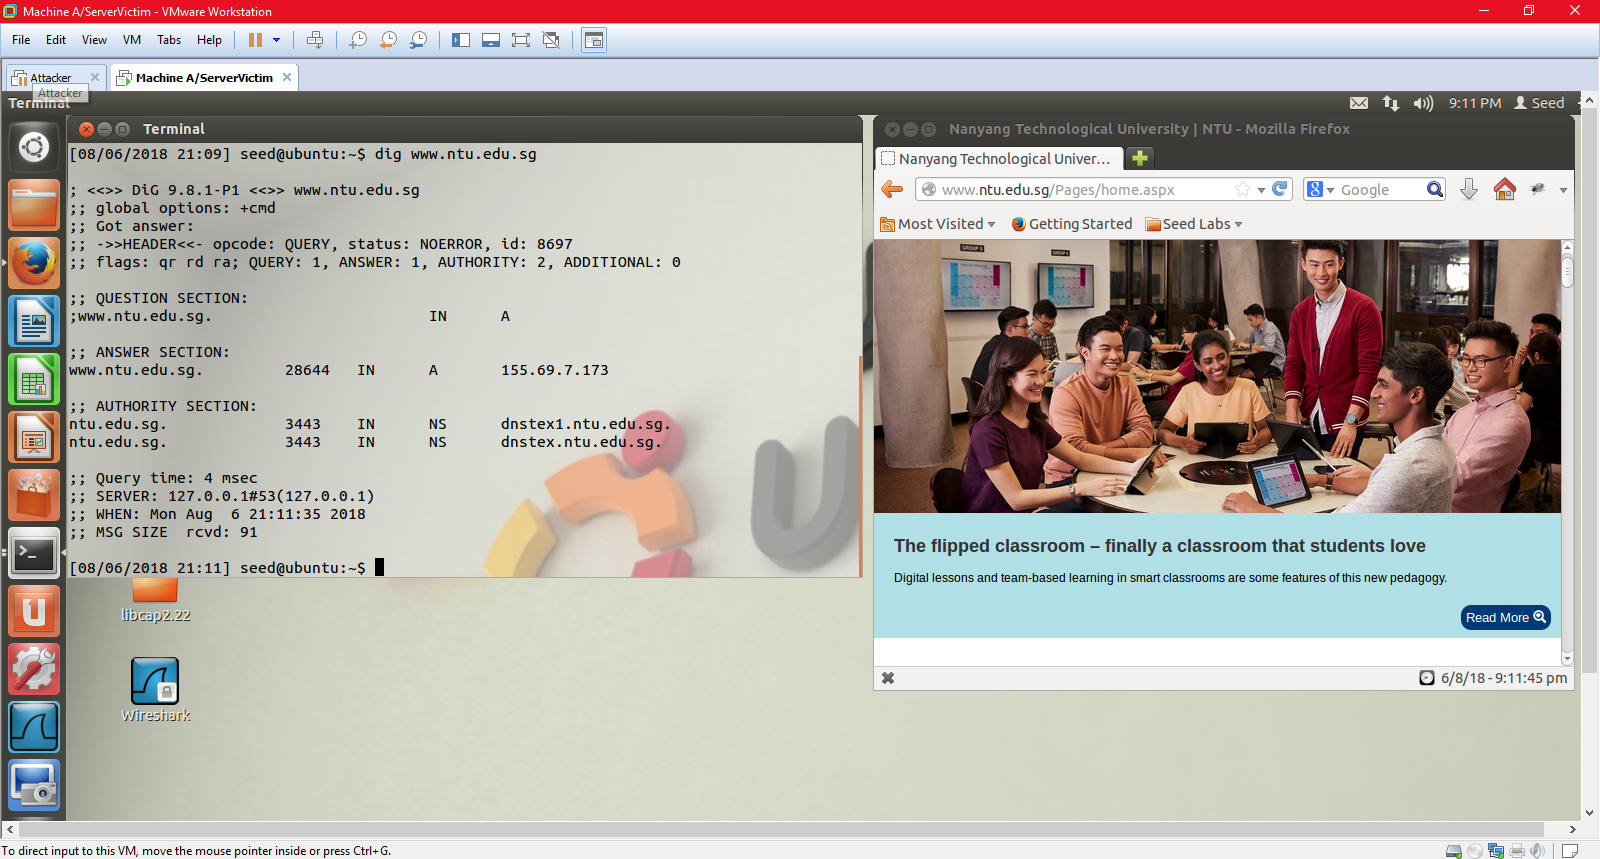 Machine A/ServerVictim - VMware Workstation
File Edit View VM Tabs Help
Attacker
Machine A/ServerVictim
Attacker
Terminal
9:11 PM
Seed
Terminal
[08/06/2018 21:09] seed@ubuntu:~$ dig www.ntu.edu.sg
; <<>> DiG 9.8.1-P1 <<>> www.ntu.edu.sg
;; global options: +cmd
;; Got answer:
;; ->>HEADER<<- opcode: QUERY, status: NOERROR, id: 8697
;; flags: qr rd ra; QUERY: 1, ANSWER: 1, AUTHORITY: 2, ADDITIONAL: 0
;; QUESTION SECTION:
;www.ntu.edu.sg. IN A
;; ANSWER SECTION:
www.ntu.edu.sg. 28644 IN A 155.69.7.173
;; AUTHORITY SECTION:
ntu.edu.sg. 3443 IN NS dnstex1.ntu.edu.sg.
ntu.edu.sg. 3443 IN NS dnstex.ntu.edu.sg.
;; Query time: 4 msec
;; SERVER: 127.0.0.1#53(127.0.0.1)
;; WHEN: Mon Aug  6 21:11:35 2018
;; MSG SIZE  rcvd: 91
[08/06/2018 21:11] seed@ubuntu:~$
libcap2.22
Wireshark
Nanyang Technological University | NTU - Mozilla Firefox
Nanyang Technological Univer...
www.ntu.edu.sg/Pages/home.aspx
Google
Most Visited
Getting Started
Seed Labs
The flipped classroom – finally a classroom that students love
Digital lessons and team-based learning in smart classrooms are some features of this new pedagogy.
Read More
6/8/18 - 9:11:45 pm
To direct input to this VM, move the mouse pointer inside or press Ctrl+G.